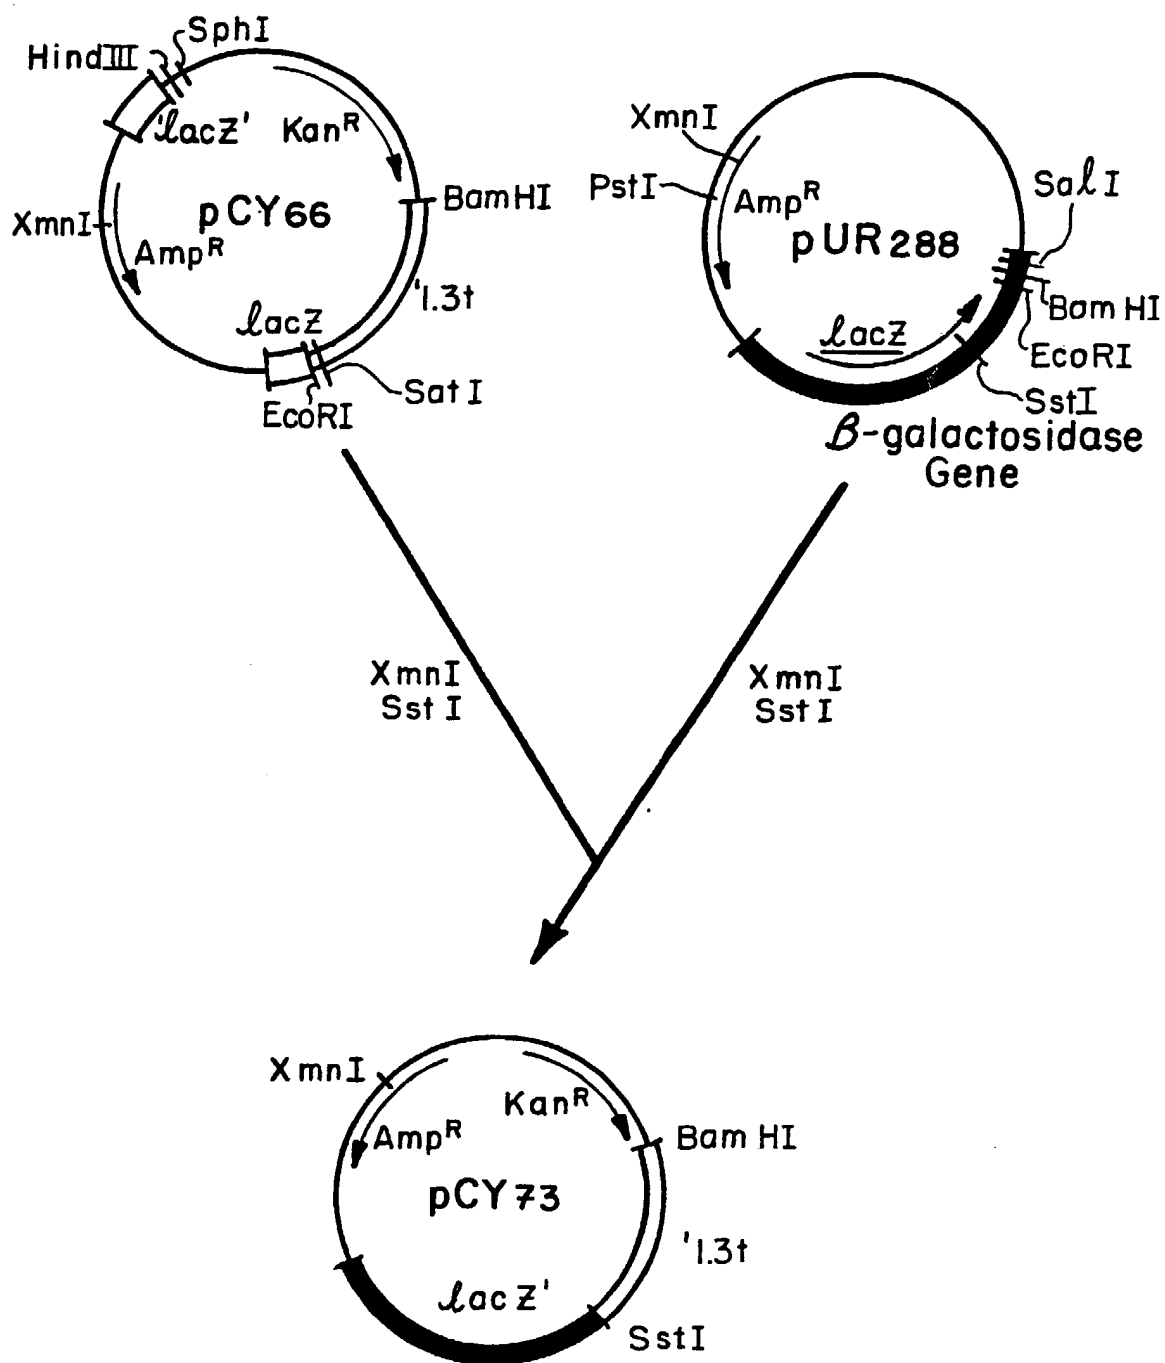 HindIII
SphI
'lacZ'
KanR
XmnI
pCY66
BamHI
AmpR
'1.3t
lacZ
EcoRI
SatI
XmnI
PstI
AmpR
pUR288
SalI
BamHI
EcoRI
lacZ
SstI
β-galactosidase
Gene
XmnI
SstI
XmnI
SstI
XmnI
KanR
AmpR
BamHI
pCY73
'1.3t
lacZ'
SstI